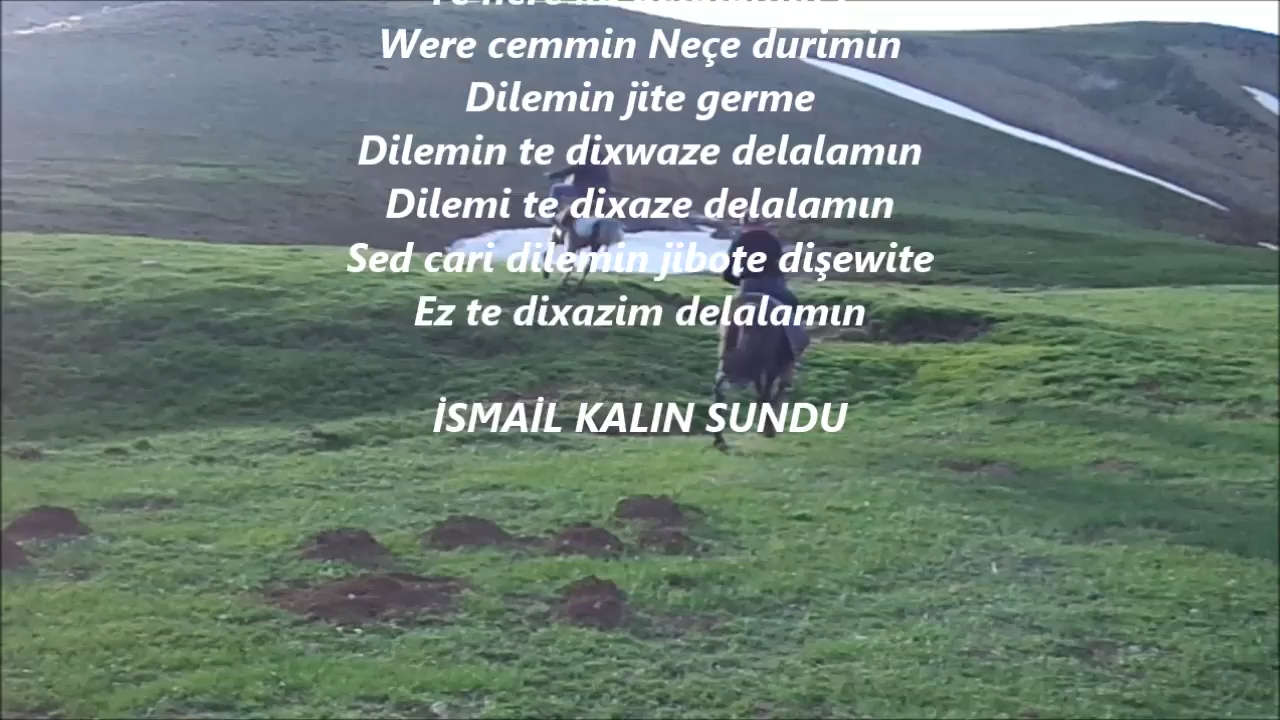 Were cemmin Neçe durimin
Dilemin jite germe
Dilemin te dixwaze delalamın
Dilemi te dixaze delalamın
Sed cari dilemin jibote dişewite
Ez te dixazim delalamın
İSMAİL KALIN SUNDU